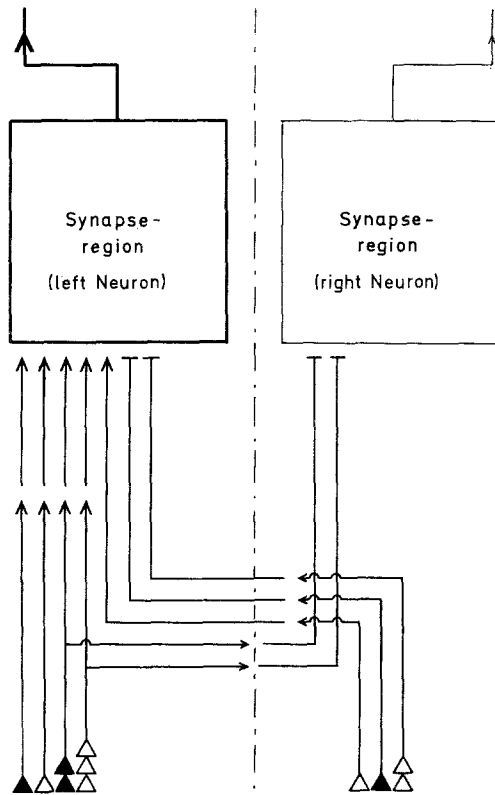 Synapse-
region
(left Neuron)
Synapse-
region
(right Neuron)